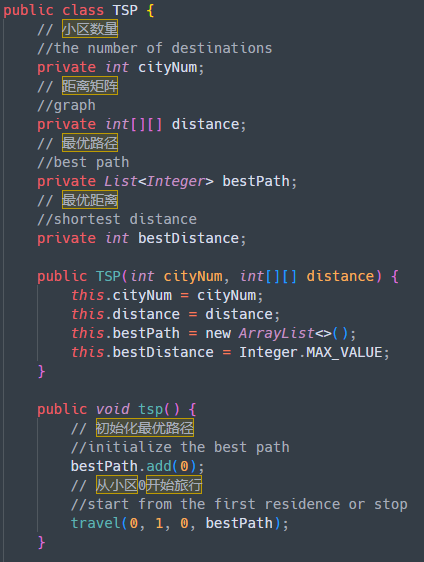 public class TSP {
// 小区数量
//the number of destinations
private int cityNum;
// 距离矩阵
//graph
private int[][] distance;
// 最优路径
//best path
private List<Integer> bestPath;
// 最优距离
//shortest distance
private int bestDistance;
public TSP(int cityNum, int[][] distance) {
this.cityNum = cityNum;
this.distance = distance;
this.bestPath = new ArrayList<>();
this.bestDistance = Integer.MAX_VALUE;
}
public void tsp() {
// 初始化最优路径
//initialize the best path
bestPath.add(0);
// 从小区0开始旅行
//start from the first residence or stop
travel(0, 1, 0, bestPath);
}